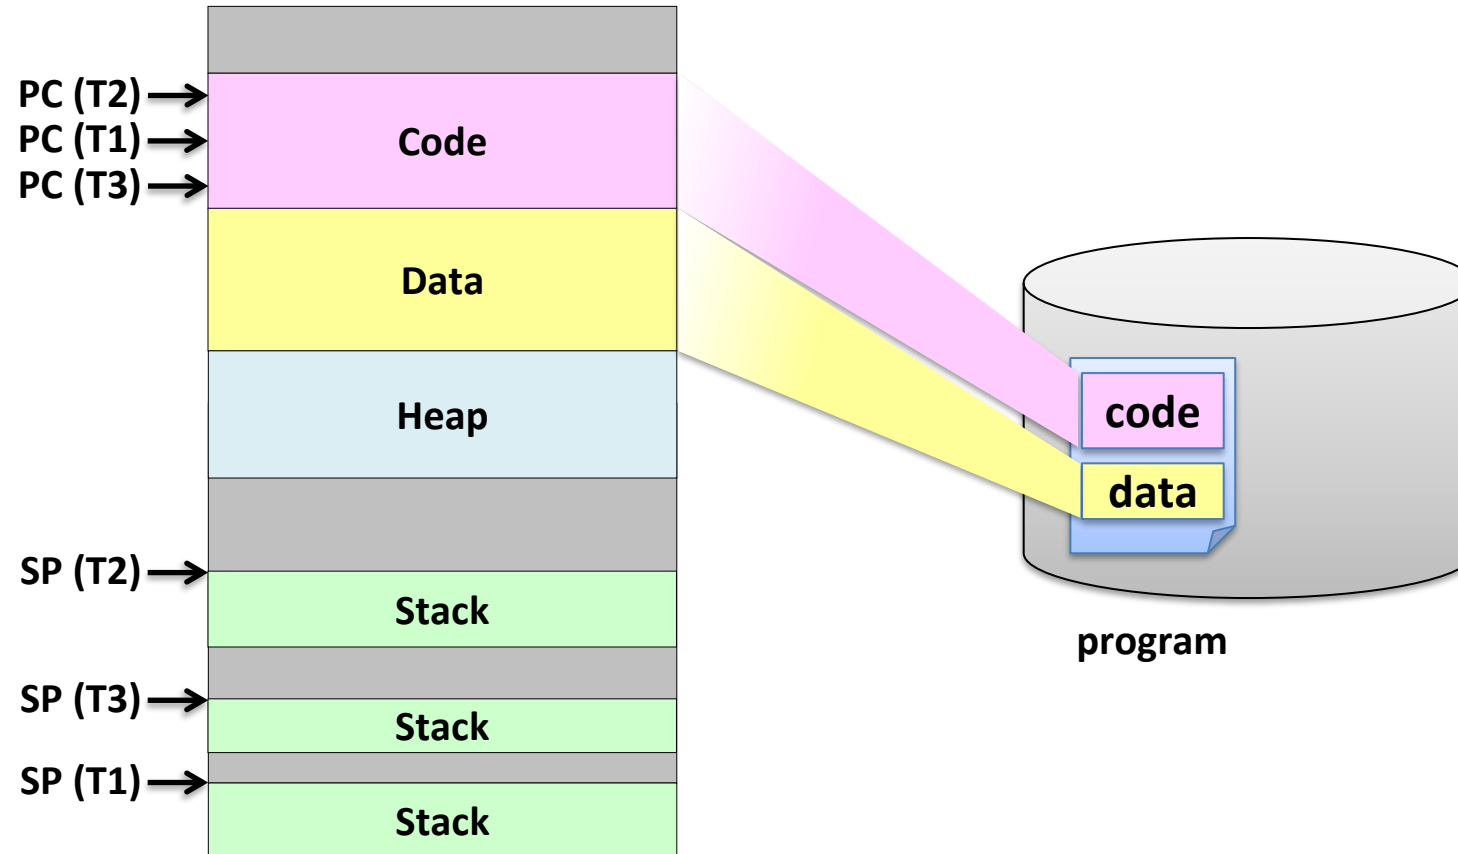 PC (T2)
PC (T1)
PC (T3)
Code
Data
Heap
SP (T2)
Stack
SP (T3)
Stack
SP (T1)
Stack
code
data
program